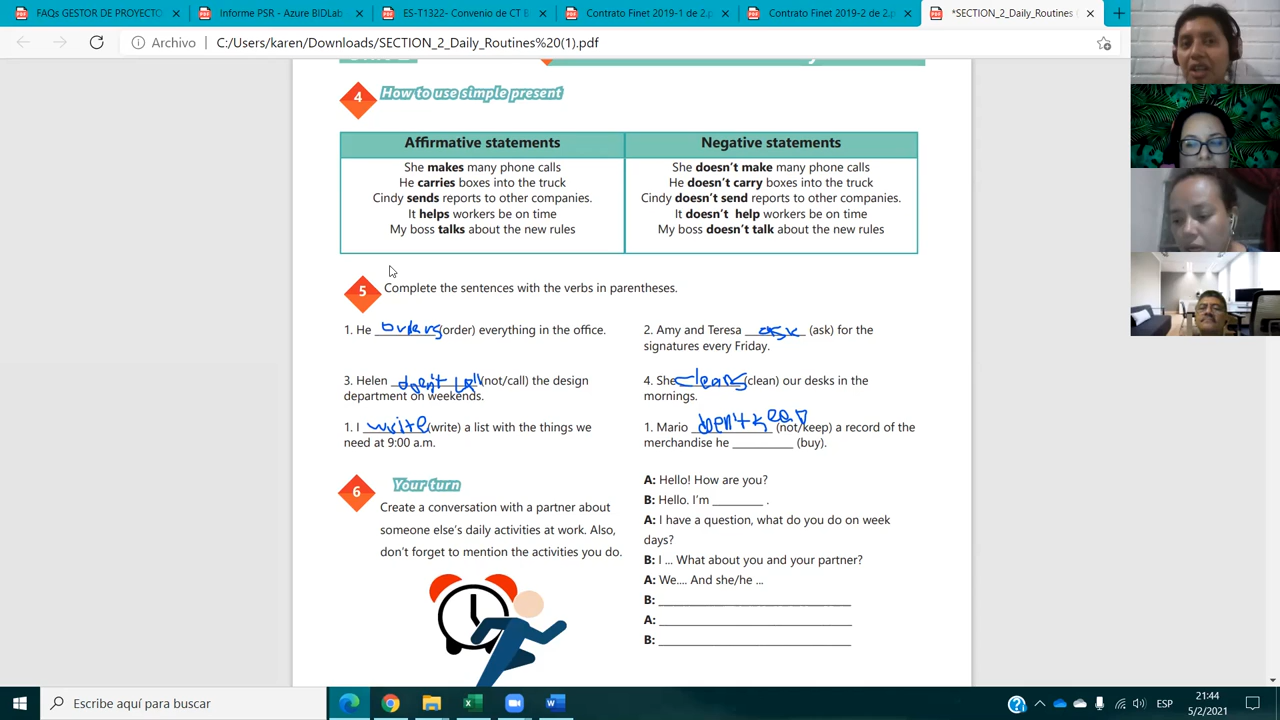 FAQs GESTOR DE PROYECTO
Informe PSR - Azure BIDLab
ES-T1322- Convenio de CT B
Contrato Finet 2019-1 de 2.p
Contrato Finet 2019-2 de 2.p
*SECTION_2_Daily_Routines (
Archivo
C:/Users/karen/Downloads/SECTION_2_Daily_Routines%20(1).pdf
4 How to use simple present
Affirmative statements
Negative statements
She makes many phone calls
She doesn't make many phone calls
He carries boxes into the truck
He doesn't carry boxes into the truck
Cindy sends reports to other companies.
Cindy doesn't send reports to other companies.
It helps workers be on time
It doesn't help workers be on time
My boss talks about the new rules
My boss doesn't talk about the new rules
5 Complete the sentences with the verbs in parentheses.
1. He orders (order) everything in the office.
2. Amy and Teresa ask (ask) for the
signatures every Friday.
3. Helen (not/call) the design
department on weekends.
4. She cleans (clean) our desks in the
mornings.
1. I write (write) a list with the things we
need at 9:00 a.m.
1. Mario (not/keep) a record of the
merchandise he __________ (buy).
6 Your turn
Create a conversation with a partner about
someone else's daily activities at work. Also,
don't forget to mention the activities you do.
A: Hello! How are you?
B: Hello. I'm ________ .
A: I have a question, what do you do on week
days?
B: I ... What about you and your partner?
A: We.... And she/he ...
B: ________________________________
A: ________________________________
B: ________________________________
Escribe aquí para buscar
ESP
21:44
5/2/2021